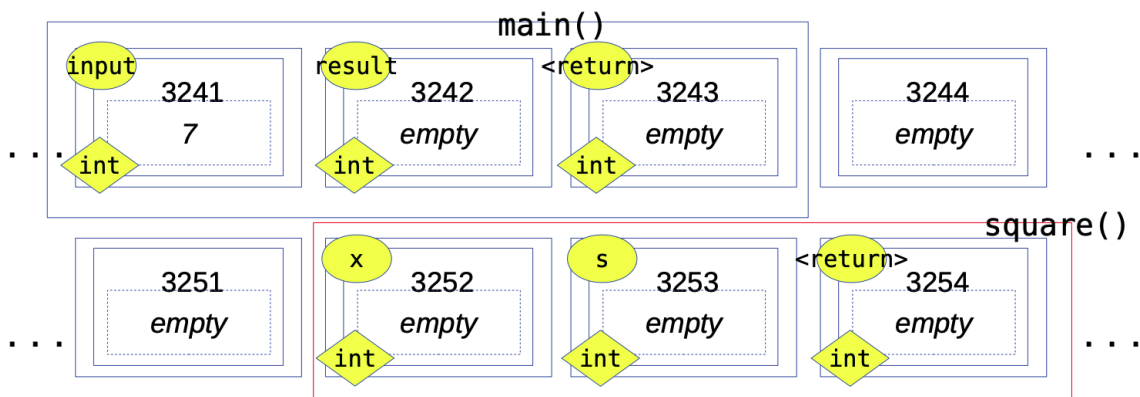 main()
input result <return>
3241 3242 3243 3244
7 empty empty empty
... int int int ...
square()
x s <return>
3251 3252 3253 3254
empty empty empty empty
... int int int ...